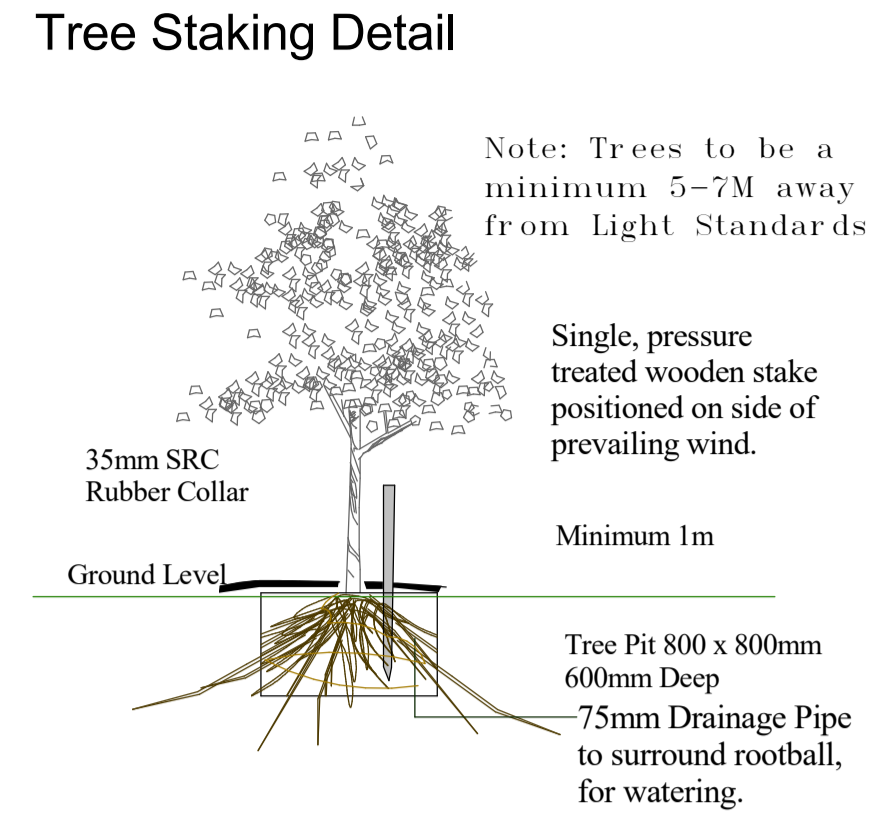 Tree Staking Detail
Note: Trees to be a
minimum 5-7M away
from Light Standards
Single, pressure
treated wooden stake
positioned on side of
prevailing wind.
35mm SRC
Rubber Collar
Minimum 1m
Ground Level
Tree Pit 800 x 800mm
600mm Deep
75mm Drainage Pipe
to surround rootball,
for watering.